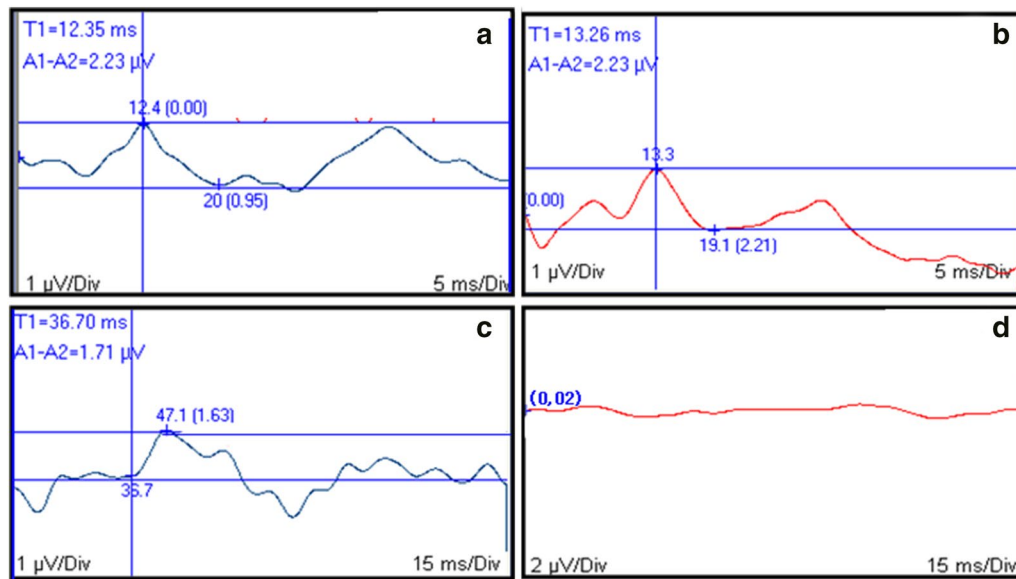 T1=12.35 ms
A1-A2=2.23 µV
a
12.4 (0.00)
20 (0.95)
1 µV/Div
5 ms/Div
T1=13.26 ms
A1-A2=2.23 µV
b
13.3
(0.00)
19.1 (2.21)
1 µV/Div
5 ms/Div
T1=36.70 ms
A1-A2=1.71 µV
c
47.1 (1.63)
36.7
1 µV/Div
15 ms/Div
d
(0,02)
2 µV/Div
15 ms/Div